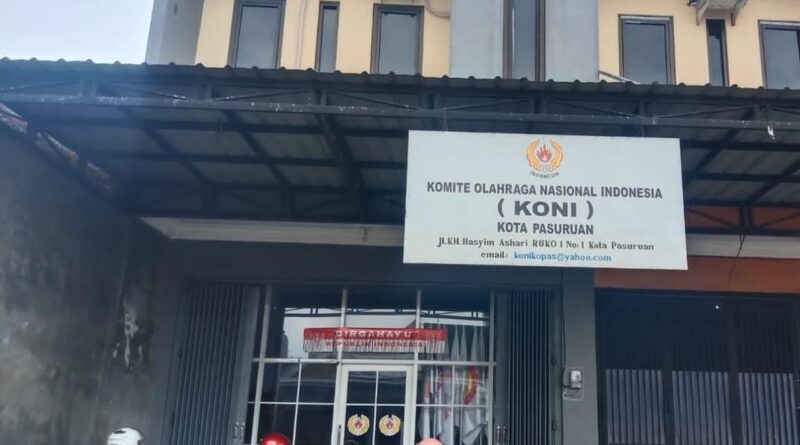 INDONESIA
KOMITE OLAHRAGA NASIONAL INDONESIA
( KONI )
KOTA PASURUAN
Jl.KH.Hasyim Ashari RUKO I No:1 Kota Pasuruan
email: konikopas@yahoo.com
DIRGAHAYU
REPUBLIK INDONESIA